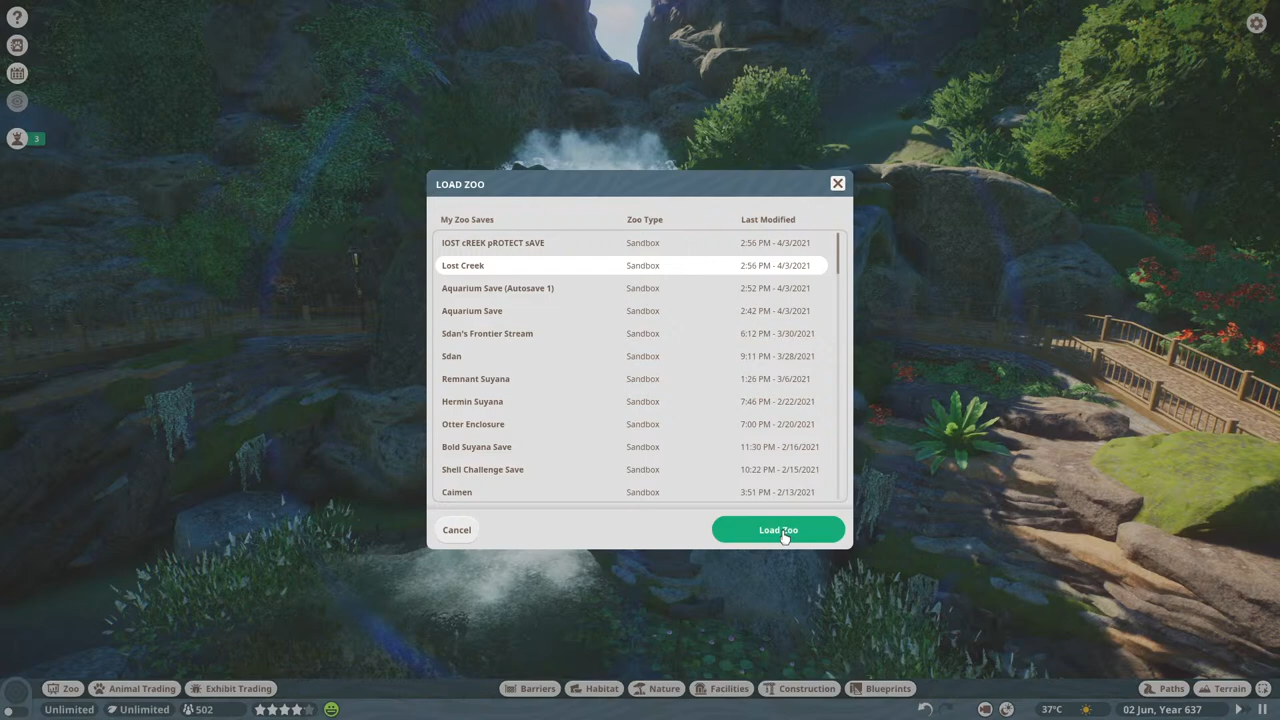 ?
3
LOAD ZOO
My Zoo Saves Zoo Type Last Modified
lOST cREEK pROTECT sAVE Sandbox 2:56 PM - 4/3/2021
Lost Creek Sandbox 2:56 PM - 4/3/2021
Aquarium Save (Autosave 1) Sandbox 2:52 PM - 4/3/2021
Aquarium Save Sandbox 2:42 PM - 4/3/2021
Sdan's Frontier Stream Sandbox 6:12 PM - 3/30/2021
Sdan Sandbox 9:11 PM - 3/28/2021
Remnant Suyana Sandbox 1:26 PM - 3/6/2021
Hermin Suyana Sandbox 7:46 PM - 2/22/2021
Otter Enclosure Sandbox 7:00 PM - 2/20/2021
Bold Suyana Save Sandbox 11:30 PM - 2/16/2021
Shell Challenge Save Sandbox 10:22 PM - 2/15/2021
Caimen Sandbox 3:51 PM - 2/13/2021
Cancel Load Zoo
Zoo Animal Trading Exhibit Trading Barriers Habitat Nature Facilities Construction Blueprints Paths Terrain
Unlimited Unlimited 502 37°C 02 Jun, Year 637